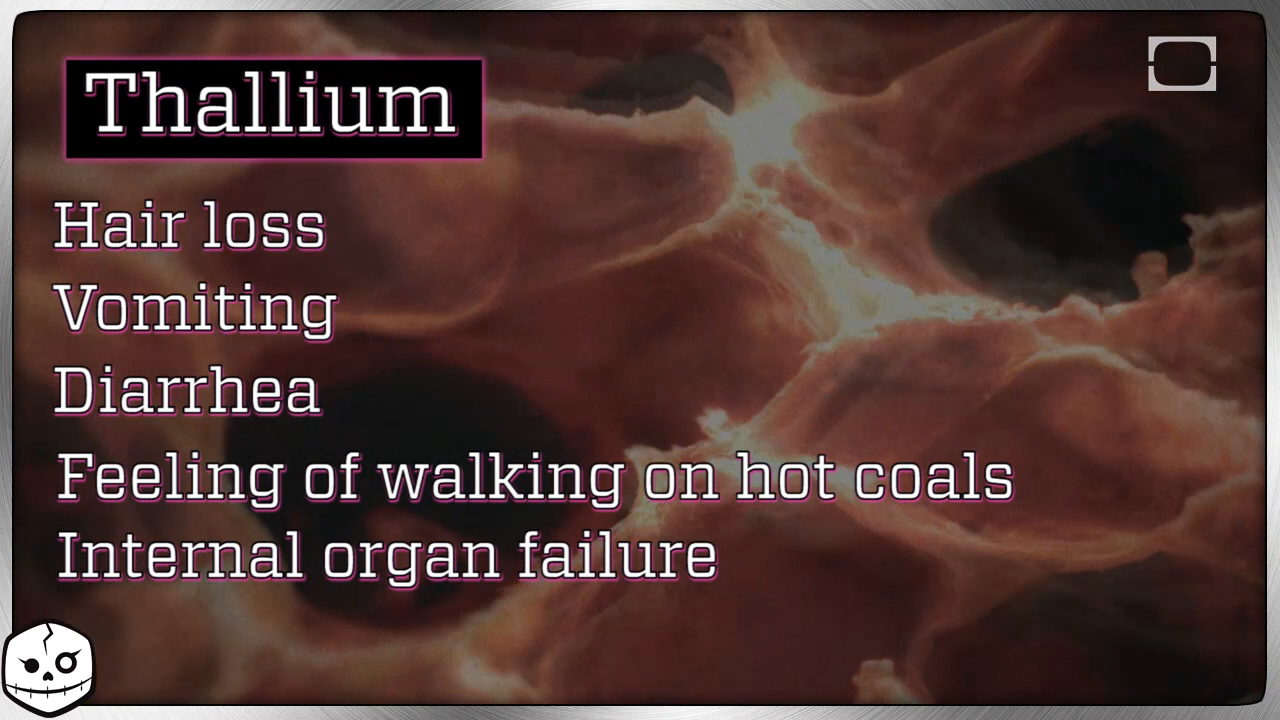 Thallium
Hair loss
Vomiting
Diarrhea
Feeling of walking on hot coals
Internal organ failure